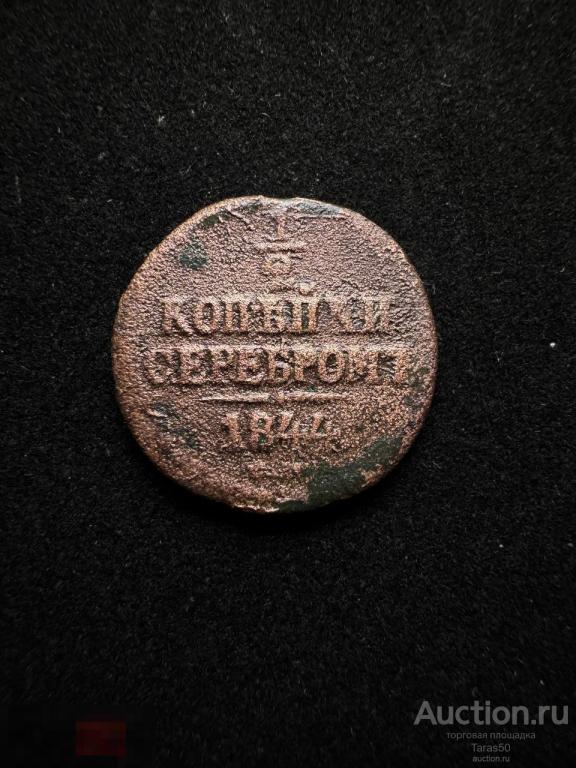 1/2
КОПѢЙКИ
СЕРЕБРОМЪ
1844
Auction.ru
торговая площадка
Taras50
auction.ru